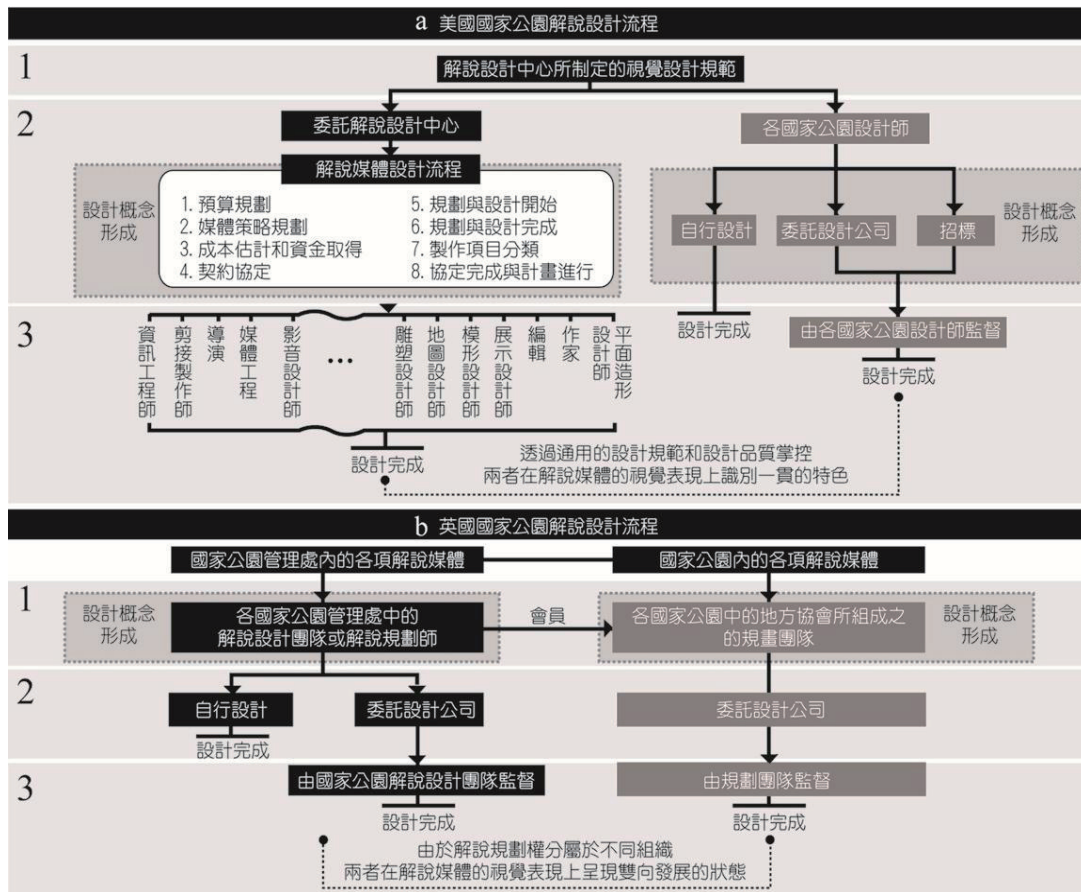 a 美國國家公園解說設計流程
1
解說設計中心所制定的視覺設計規範
2
委託解說設計中心
各國家公園設計師
解說媒體設計流程
設計概念
形成
1. 預算規劃
2. 媒體策略規劃
3. 成本估計和資金取得
4. 契約協定
5. 規劃與設計開始
6. 規劃與設計完成
7. 製作項目分類
8. 協定完成與計畫進行
自行設計
委託設計公司
招標
設計概念
形成
3
資訊工程師
剪接製作師
導演
媒體工程
影音設計師
...
雕塑設計師
地圖設計師
模形設計師
展示設計師
編輯
作家
設計師
平面造形
設計完成
設計完成
由各國家公園設計師監督
設計完成
透過通用的設計規範和設計品質掌控
兩者在解說媒體的視覺表現上識別一貫的特色
b 英國國家公園解說設計流程
國家公園管理處內的各項解說媒體
國家公園內的各項解說媒體
1
設計概念
形成
各國家公園管理處中的
解說設計團隊或解說規劃師
會員
各國家公園中的地方協會所組成之
的規畫團隊
設計概念
形成
2
自行設計
設計完成
委託設計公司
委託設計公司
3
由國家公園解說設計團隊監督
設計完成
由規劃團隊監督
設計完成
由於解說規劃權分屬於不同組織
兩者在解說媒體的視覺表現上呈現雙向發展的狀態